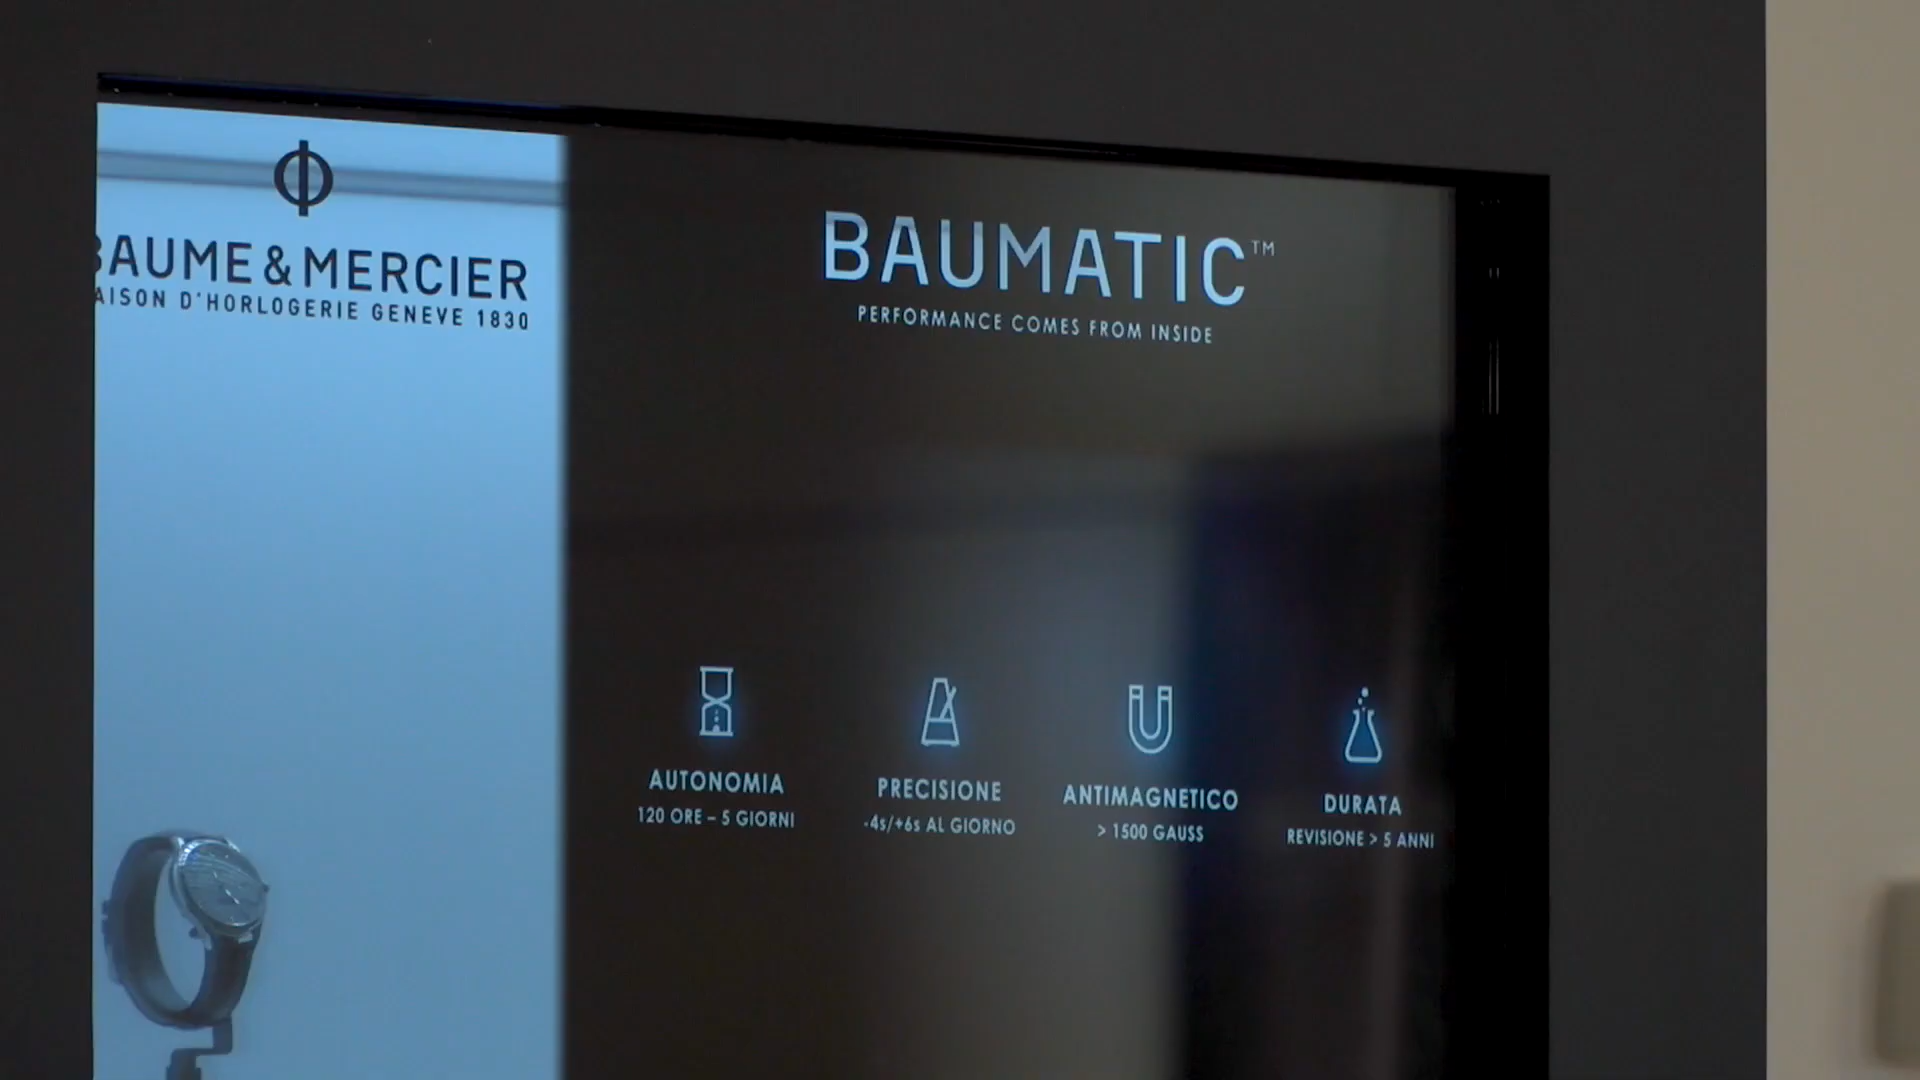 BAUME & MERCIER
AISON D'HORLOGERIE GENEVE 1830
BAUMATIC™
PERFORMANCE COMES FROM INSIDE
AUTONOMIA
120 ORE – 5 GIORNI
PRECISIONE
-4s/+6s AL GIORNO
ANTIMAGNETICO
> 1500 GAUSS
DURATA
REVISIONE > 5 ANNI